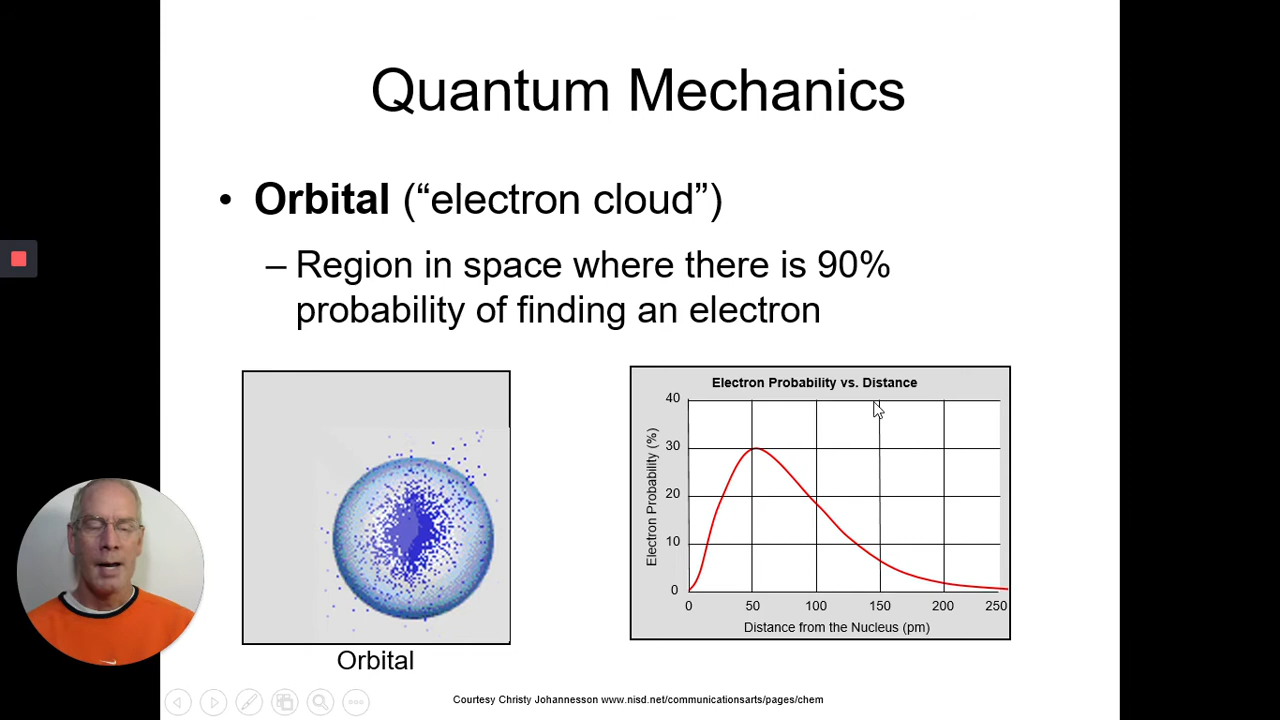 Quantum Mechanics
• Orbital (“electron cloud”)
– Region in space where there is 90%
probability of finding an electron
Orbital
Electron Probability vs. Distance
Electron Probability (%)
40
30
20
10
0
0 50 100 150 200 250
Distance from the Nucleus (pm)
Courtesy Christy Johannesson www.nisd.net/communicationsarts/pages/chem